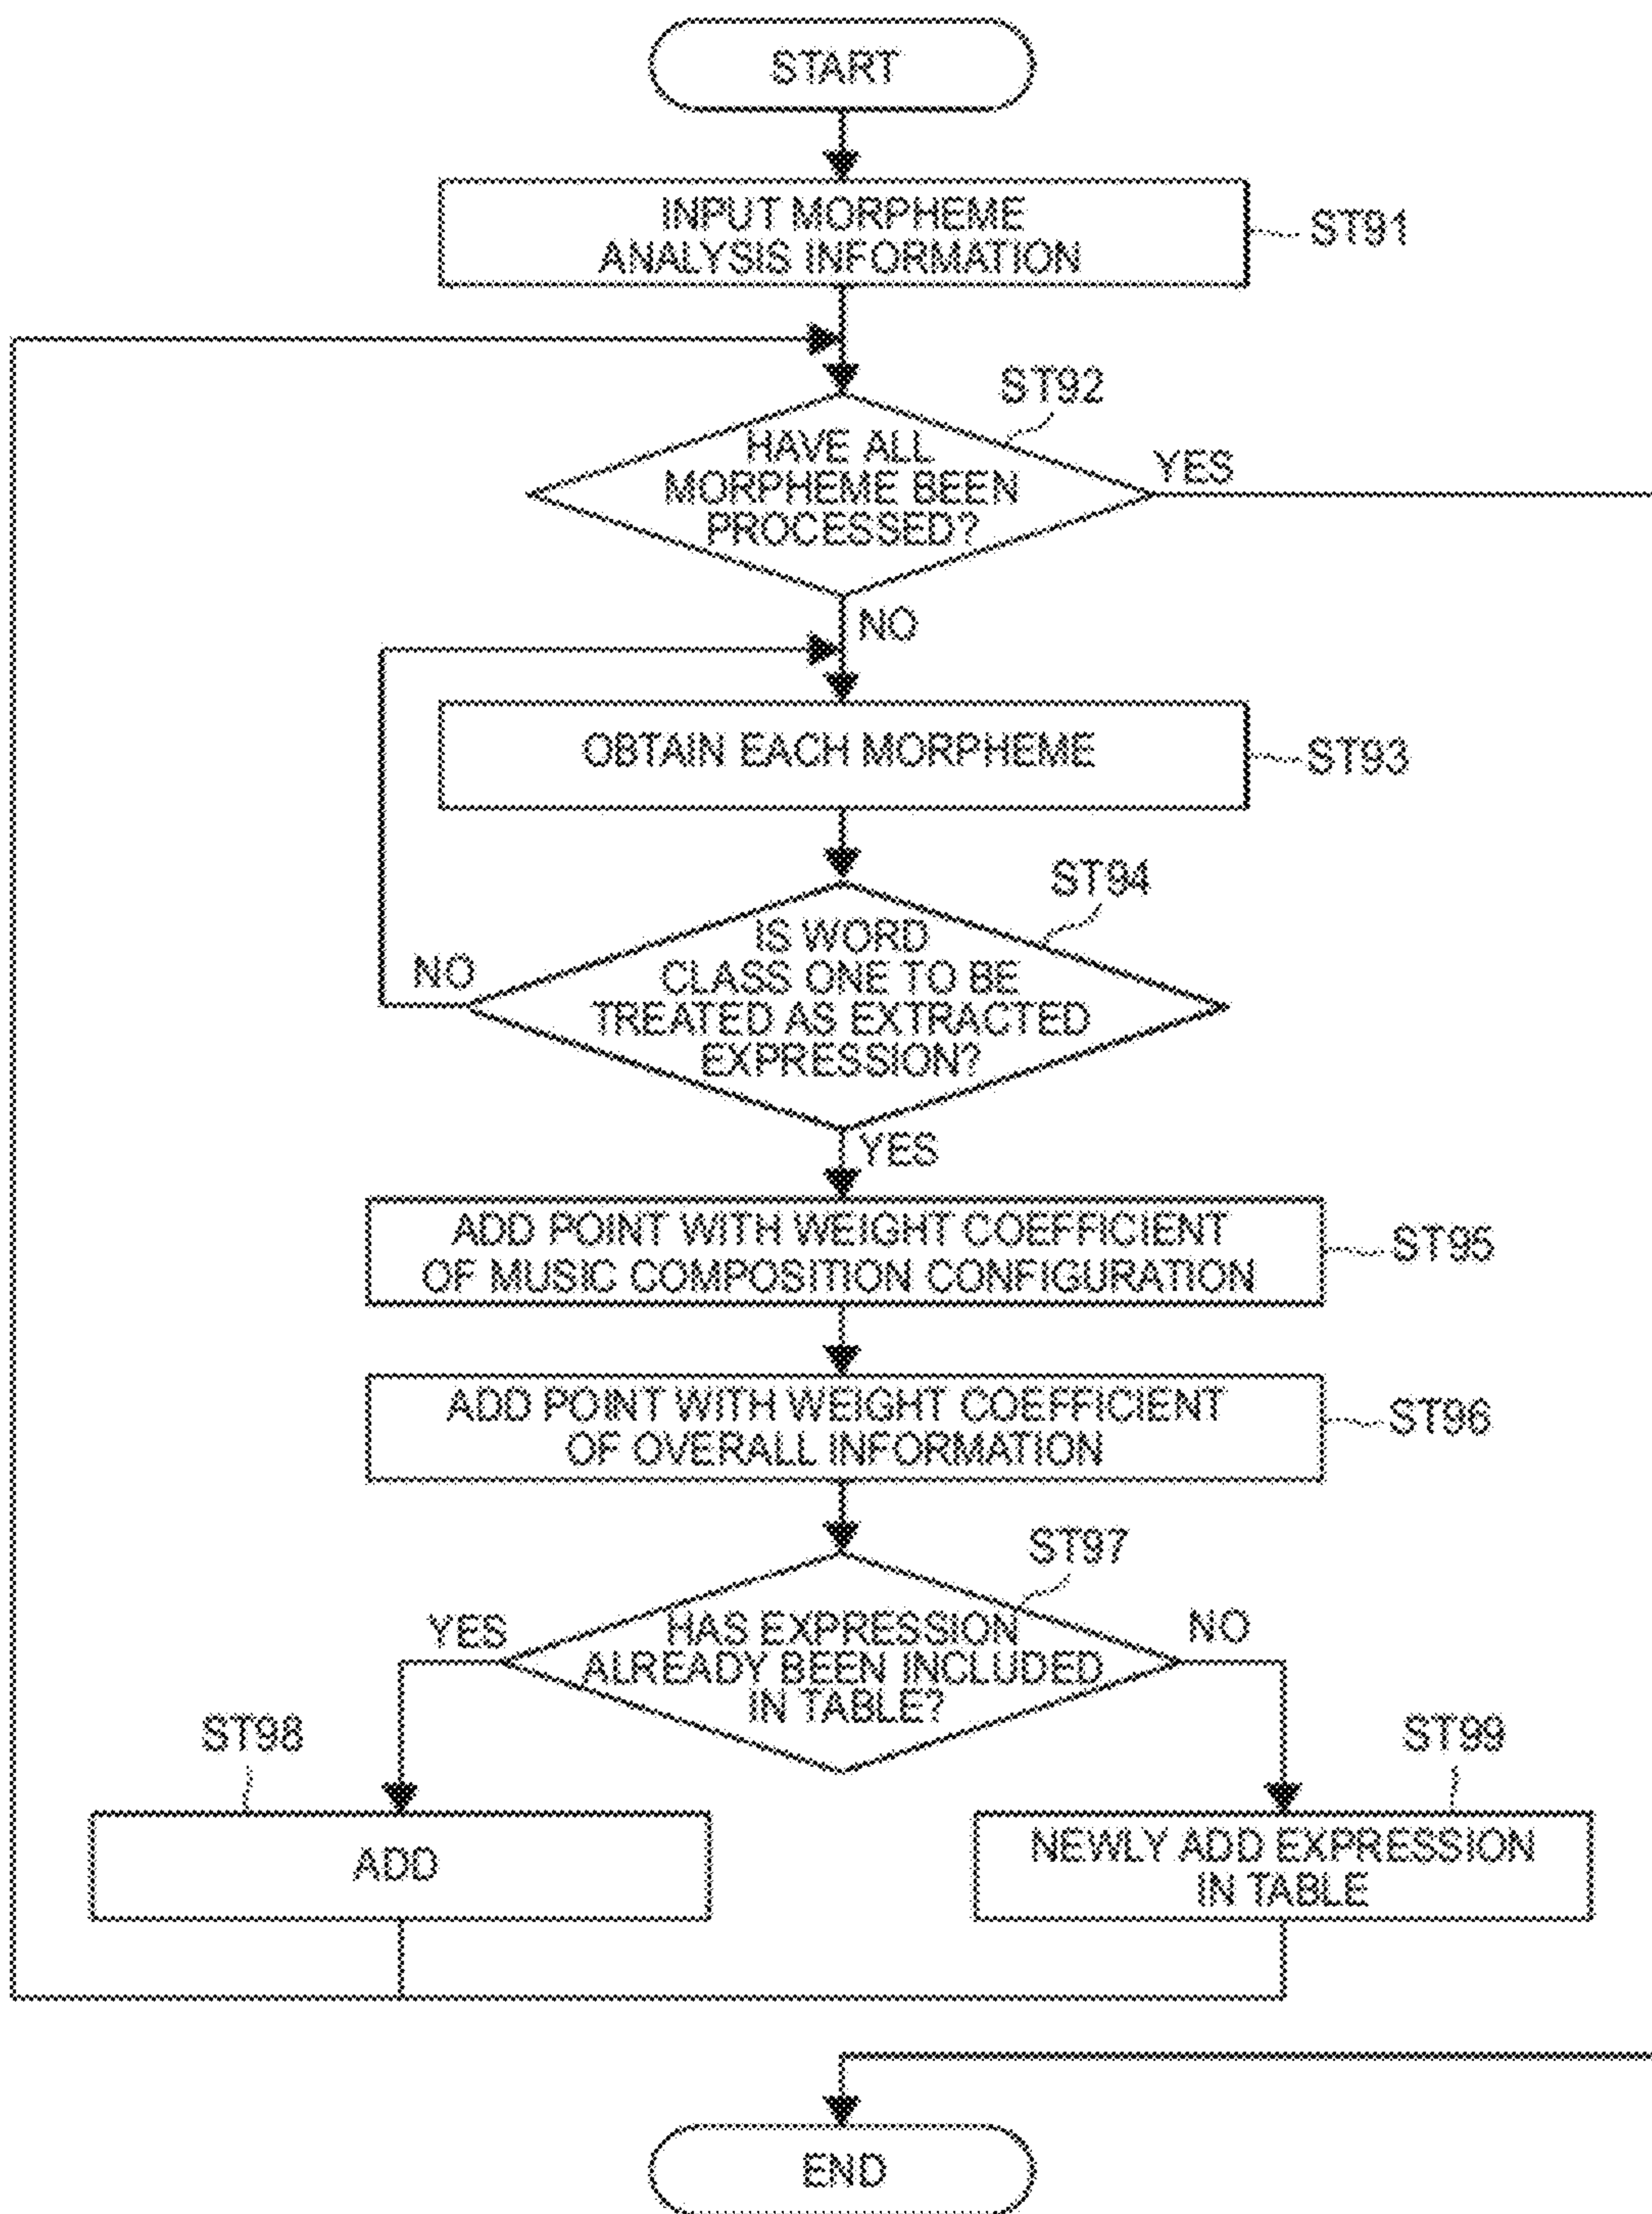 START
INPUT MORPHEME
ANALYSIS INFORMATION
ST91
ST92
HAVE ALL
MORPHEME BEEN
PROCESSED?
YES
NO
OBTAIN EACH MORPHEME
ST93
ST94
IS WORD
CLASS ONE TO BE
TREATED AS EXTRACTED
EXPRESSION?
NO
YES
ADD POINT WITH WEIGHT COEFFICIENT
OF MUSIC COMPOSITION CONFIGURATION
ST95
ADD POINT WITH WEIGHT COEFFICIENT
OF OVERALL INFORMATION
ST96
ST97
HAS EXPRESSION
ALREADY BEEN INCLUDED
IN TABLE?
YES
NO
ST98
ADD
ST99
NEWLY ADD EXPRESSION
IN TABLE
END